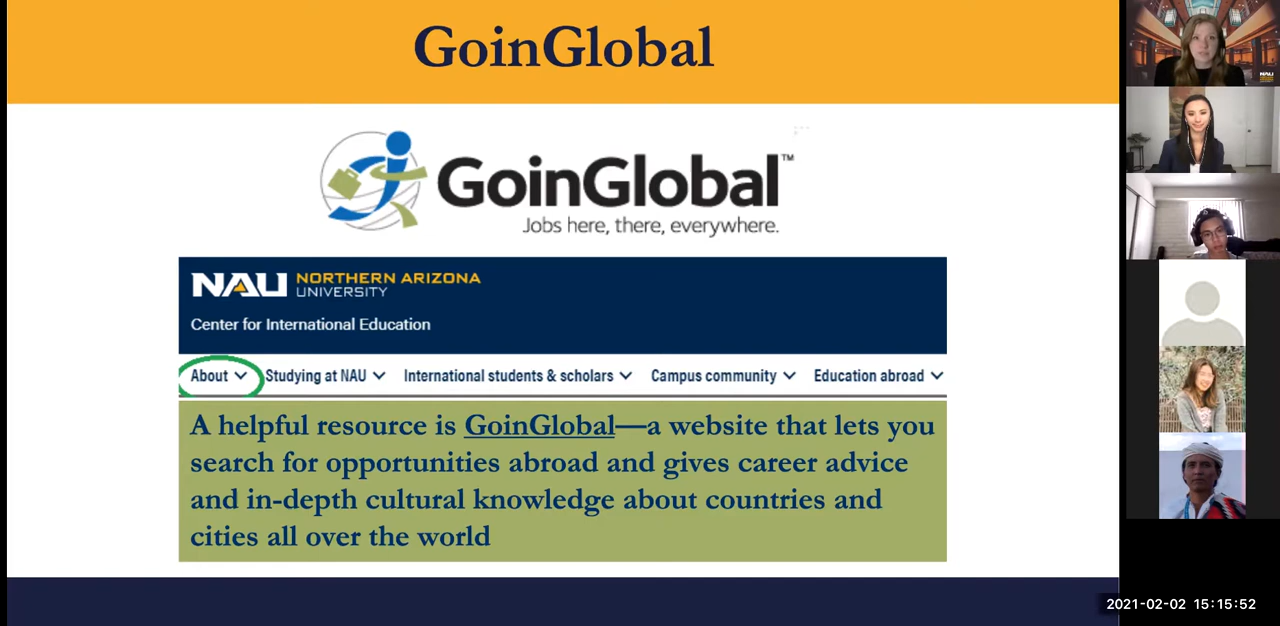 GoinGlobal
GoinGlobal™
Jobs here, there, everywhere.
NAU NORTHERN ARIZONA
UNIVERSITY
Center for International Education
About Studying at NAU International students & scholars Campus community Education abroad
A helpful resource is GoinGlobal—a website that lets you
search for opportunities abroad and gives career advice
and in-depth cultural knowledge about countries and
cities all over the world
NAU
2021-02-02 15:15:52